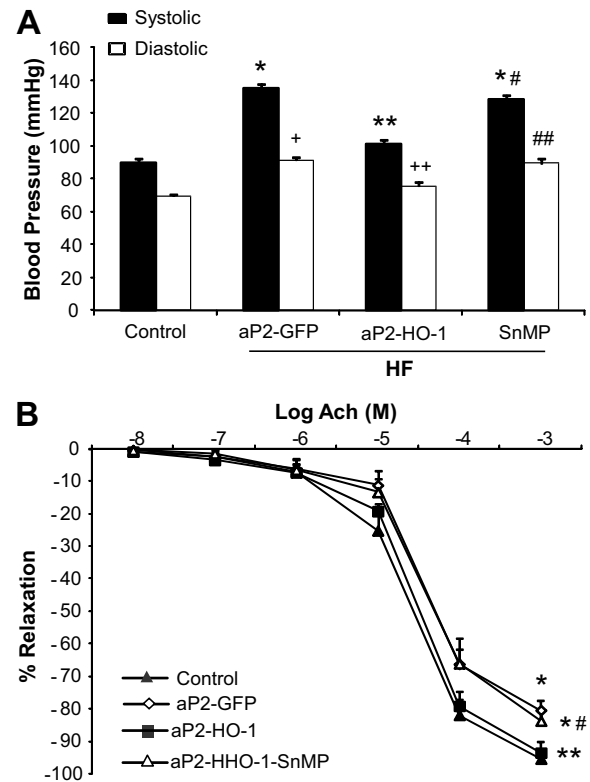 A
Systolic
Diastolic
Blood Pressure (mmHg)
160
140
120
100
80
60
40
20
0
*
+
**
++
*#
##
Control
aP2-GFP
aP2-HO-1
SnMP
HF
B
Log Ach (M)
-8 -7 -6 -5 -4 -3
% Relaxation
0
-10
-20
-30
-40
-50
-60
-70
-80
-90
-100
Control
aP2-GFP
aP2-HO-1
aP2-HHO-1-SnMP
*
*#
**